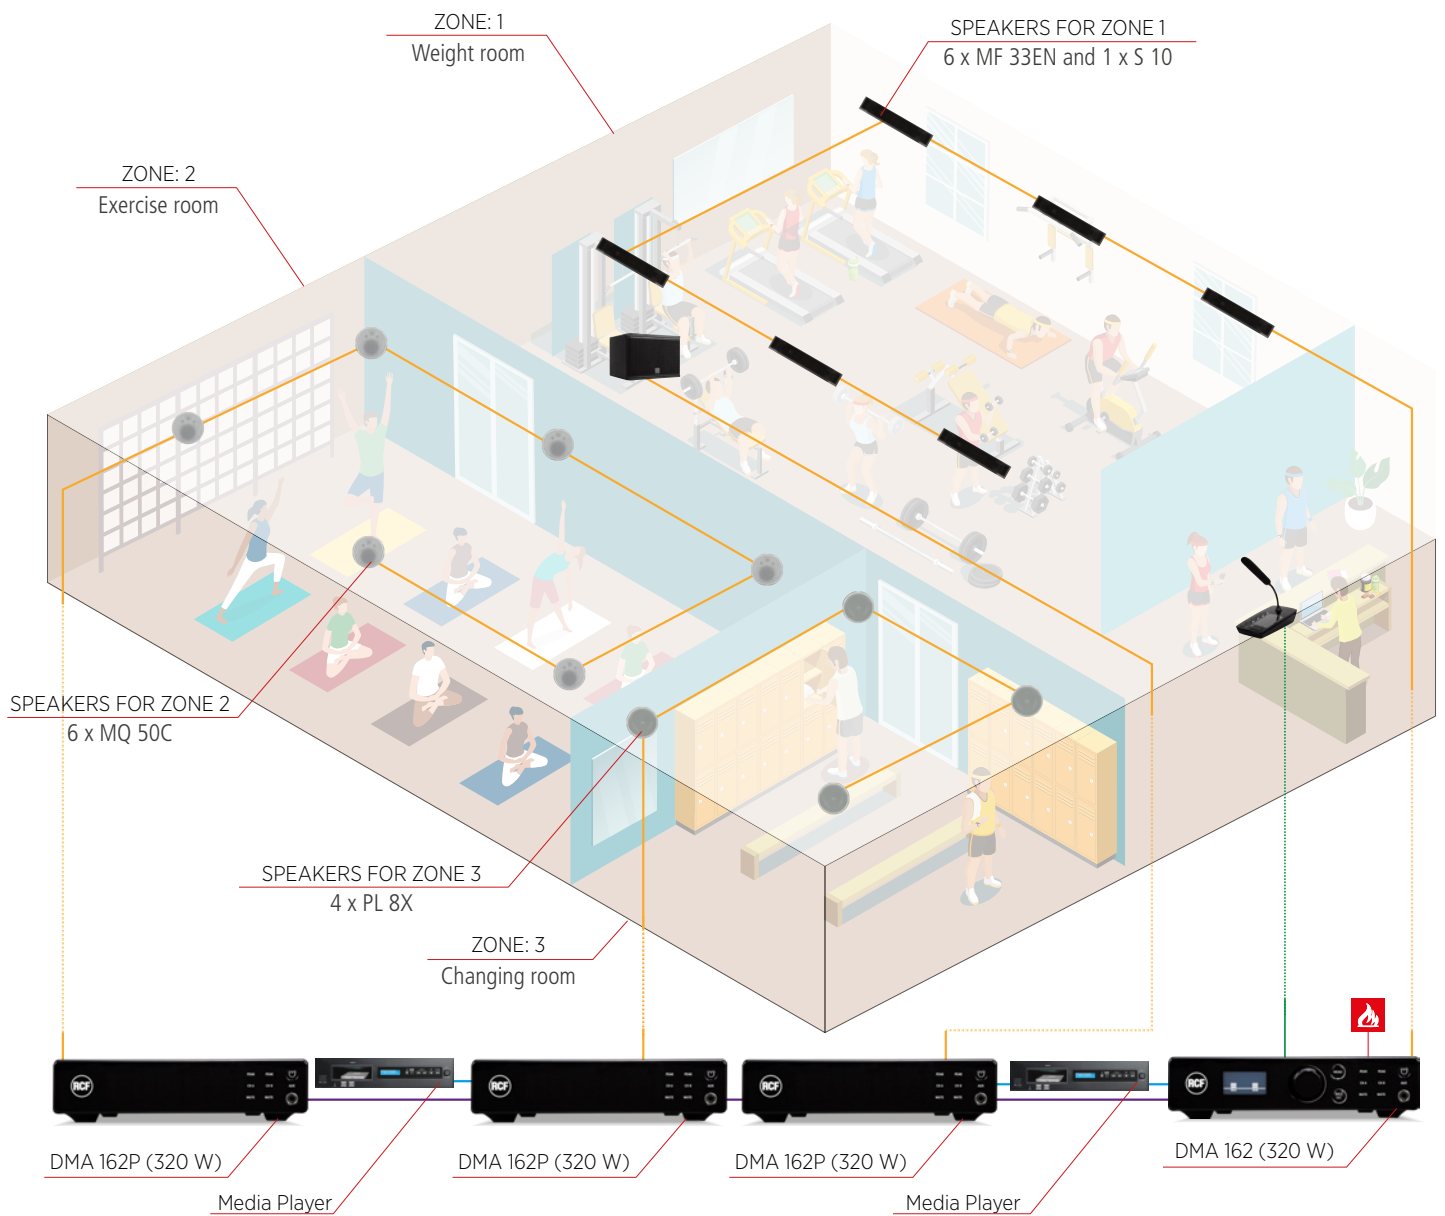 ZONE: 1
Weight room
SPEAKERS FOR ZONE 1
6 x MF 33EN and 1 x S 10
ZONE: 2
Exercise room
SPEAKERS FOR ZONE 2
6 x MQ 50C
SPEAKERS FOR ZONE 3
4 x PL 8X
ZONE: 3
Changing room
RCF
RCF
RCF
RCF
DMA 162P (320 W)
DMA 162P (320 W)
DMA 162P (320 W)
DMA 162 (320 W)
Media Player
Media Player